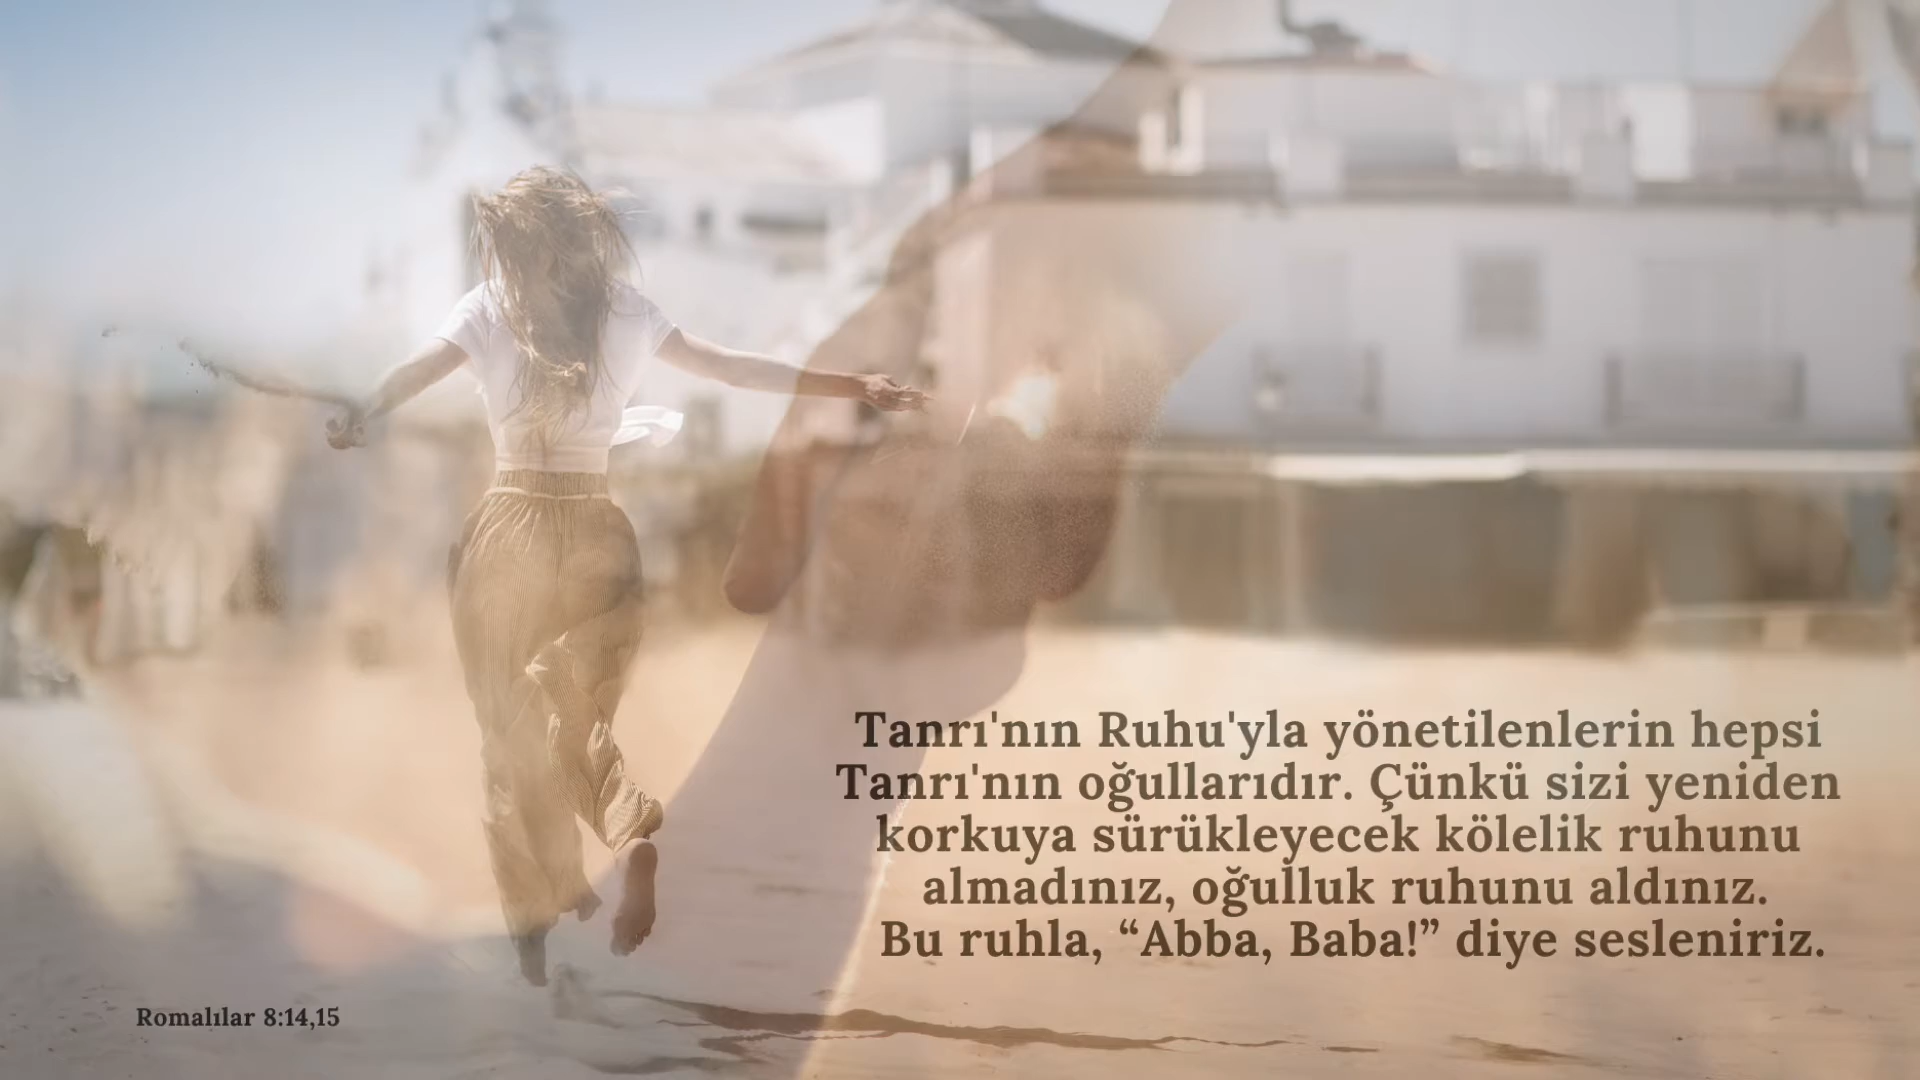 Tanrı'nın Ruhu'yla yönetilenlerin hepsi
Tanrı'nın oğullarıdır. Çünkü sizi yeniden
korkuya sürükleyecek kölelik ruhunu
almadınız, oğulluk ruhunu aldınız.
Bu ruhla, “Abba, Baba!” diye sesleniriz.
Romalılar 8:14,15